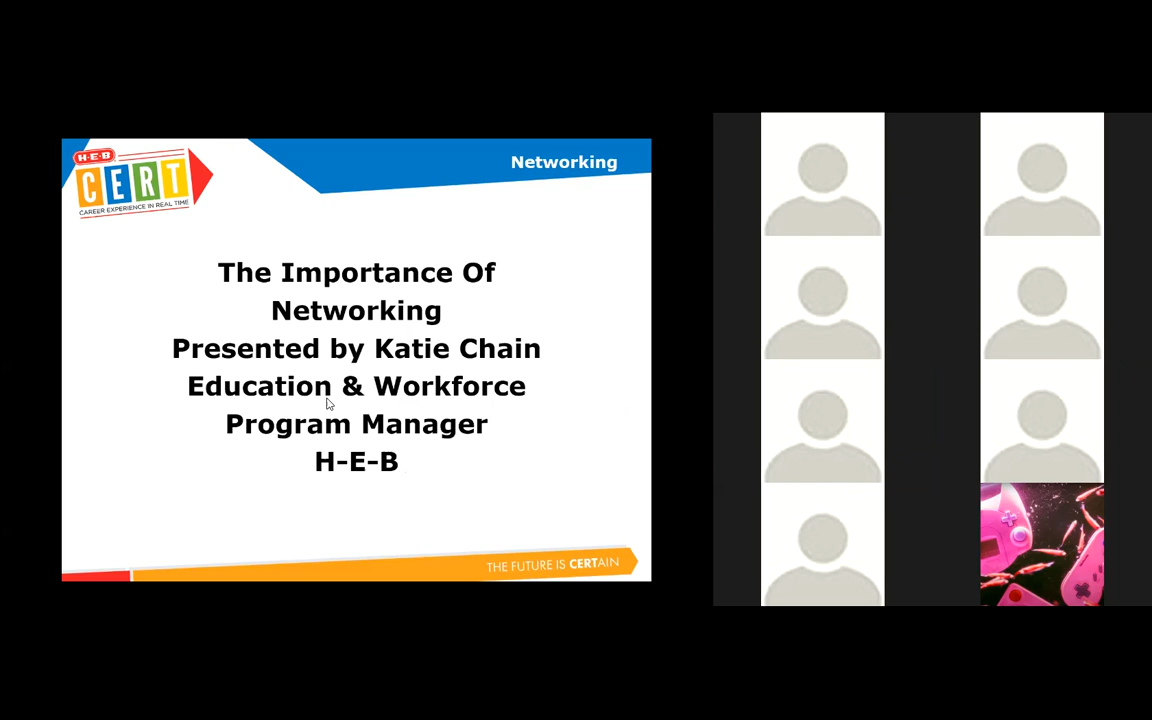 H-E-B
CERT
CAREER EXPERIENCE IN REAL TIME
Networking
The Importance Of
Networking
Presented by Katie Chain
Education & Workforce
Program Manager
H-E-B
THE FUTURE IS CERTAIN